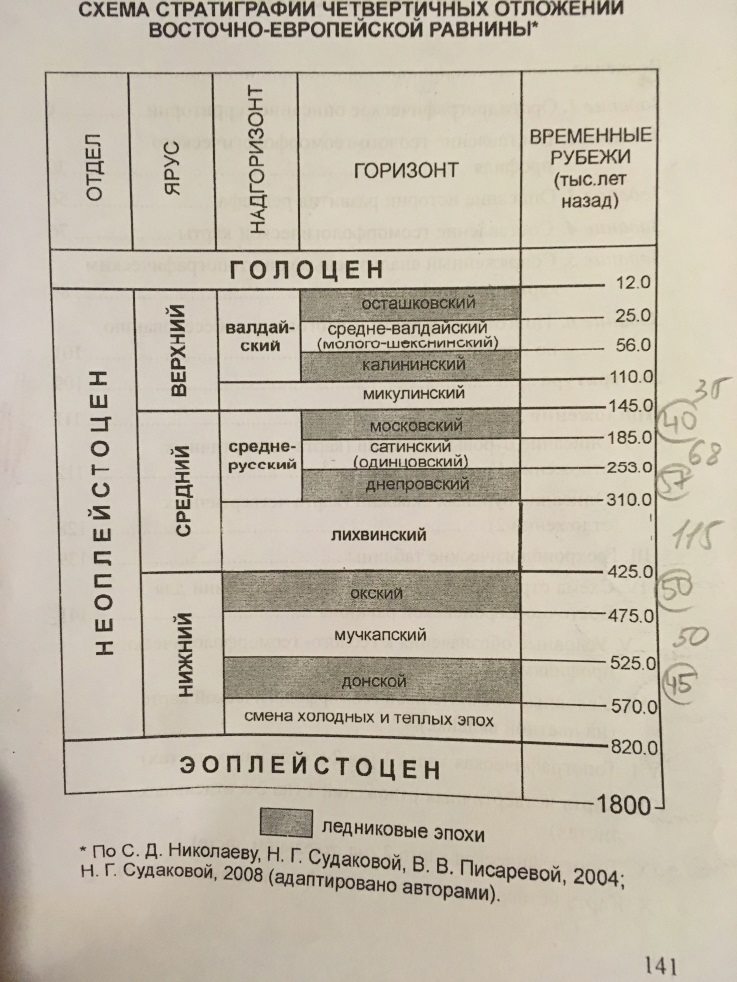 СХЕМА СТРАТИГРАФИИ ЧЕТВЕРТИЧНЫХ ОТЛОЖЕНИЙ
ВОСТОЧНО-ЕВРОПЕЙСКОЙ РАВНИНЫ*
ОТДЕЛ
ЯРУС
НАДГОРИЗОНТ
ГОРИЗОНТ
ВРЕМЕННЫЕ
РУБЕЖИ
(тыс.лет
назад)
ГОЛОЦЕН
12.0
НЕОПЛЕЙСТОЦЕН
ВЕРХНИЙ
валдай-
ский
осташковский
25.0
средне-валдайский
(молого-шекснинский)
56.0
калининский
110.0
микулинский
145.0
35
СРЕДНИЙ
средне-
русский
московский
40
185.0
сатинский
(одинцовский)
68
253.0
днепровский
57
310.0
лихвинский
115
425.0
НИЖНИЙ
окский
50
475.0
мучкапский
50
525.0
донской
45
570.0
смена холодных и теплых эпох
820.0
ЭОПЛЕЙСТОЦЕН
1800
ледниковые эпохи
* По С. Д. Николаеву, Н. Г. Судаковой, В. В. Писаревой, 2004;
Н. Г. Судаковой, 2008 (адаптировано авторами).
141